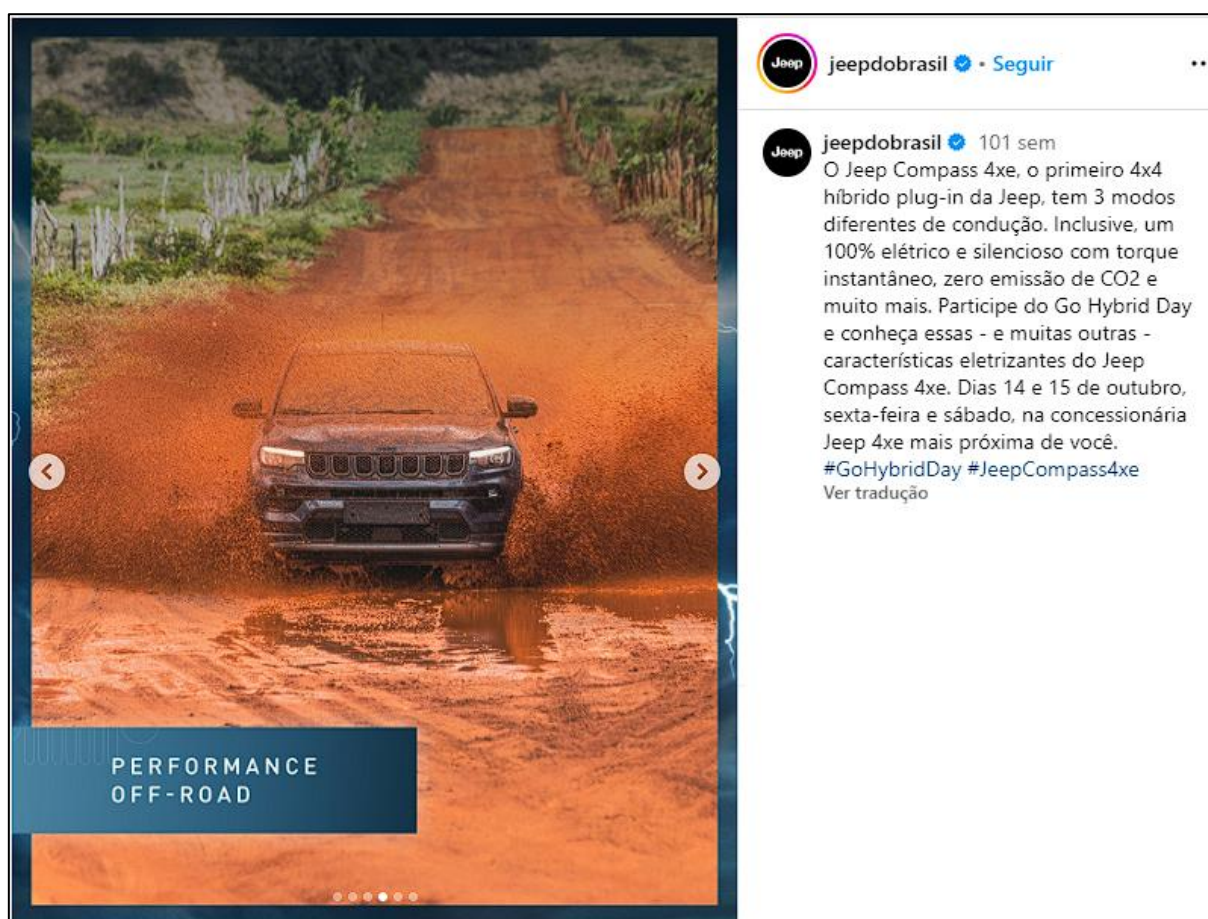 PERFORMANCE
OFF-ROAD
Jeep
jeepdobrasil • Seguir
Jeep
jeepdobrasil 101 sem
O Jeep Compass 4xe, o primeiro 4x4
híbrido plug-in da Jeep, tem 3 modos
diferentes de condução. Inclusive, um
100% elétrico e silencioso com torque
instantâneo, zero emissão de CO2 e
muito mais. Participe do Go Hybrid Day
e conheça essas - e muitas outras -
características eletrizantes do Jeep
Compass 4xe. Dias 14 e 15 de outubro,
sexta-feira e sábado, na concessionária
Jeep 4xe mais próxima de você.
#GoHybridDay #JeepCompass4xe
Ver tradução